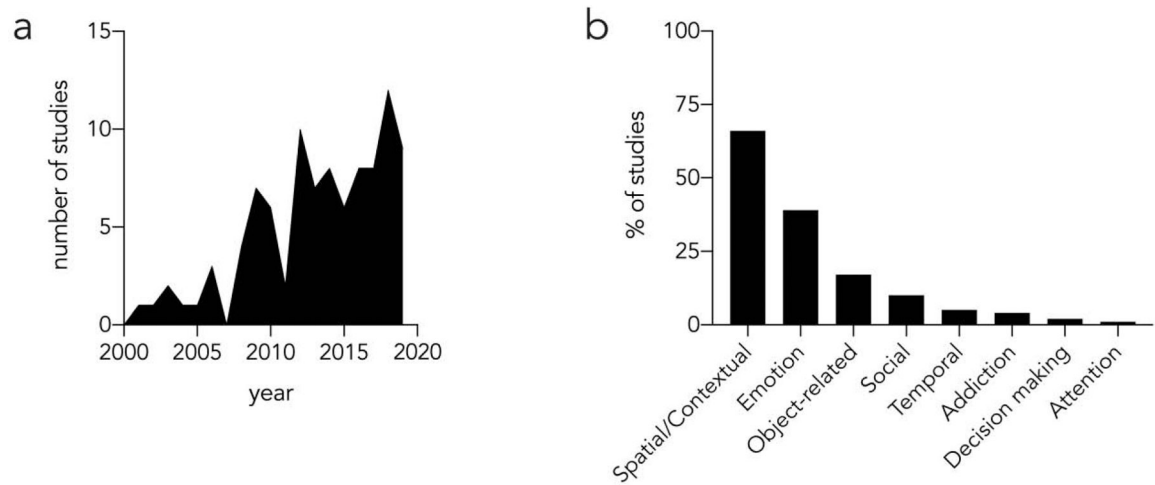 a
15
10
5
0
number of studies
2000 2005 2010 2015 2020
year
b
100
75
50
25
0
% of studies
Spatial/Contextual
Emotion
Object-related
Social
Temporal
Addiction
Decision making
Attention